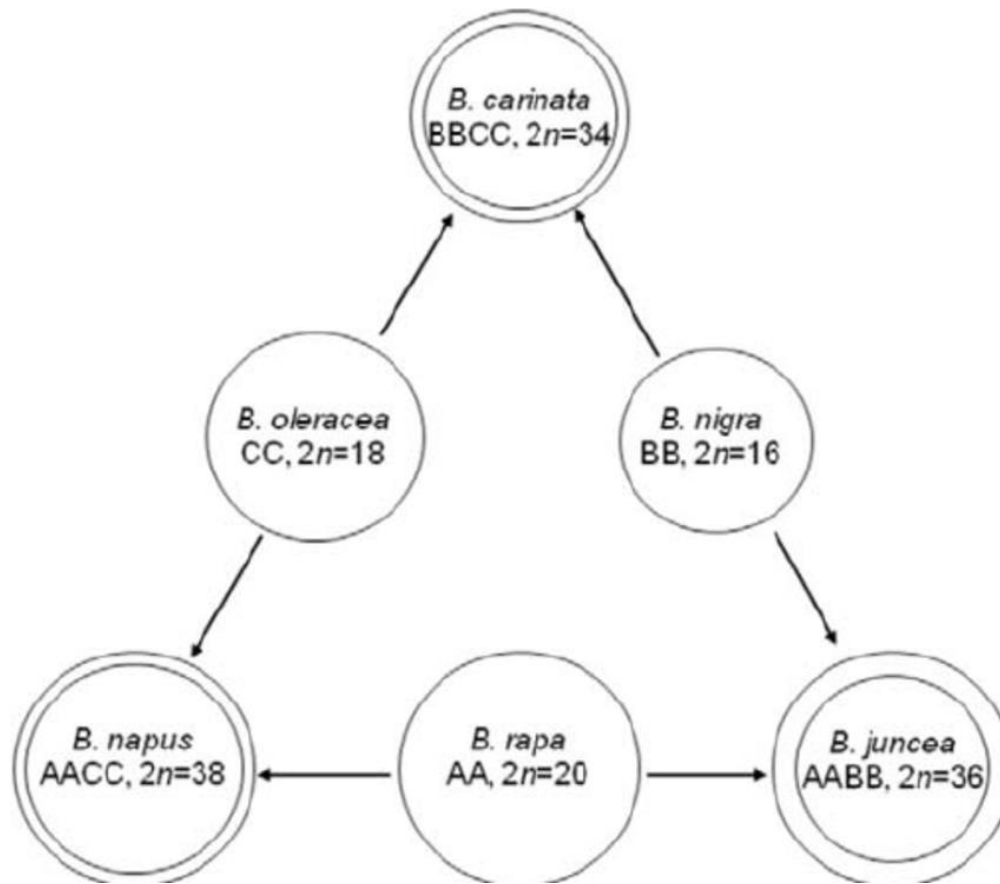 B. carinata
BBCC, 2n=34
B. oleracea
CC, 2n=18
B. nigra
BB, 2n=16
B. napus
AACC, 2n=38
B. rapa
AA, 2n=20
B. juncea
AABB, 2n=36